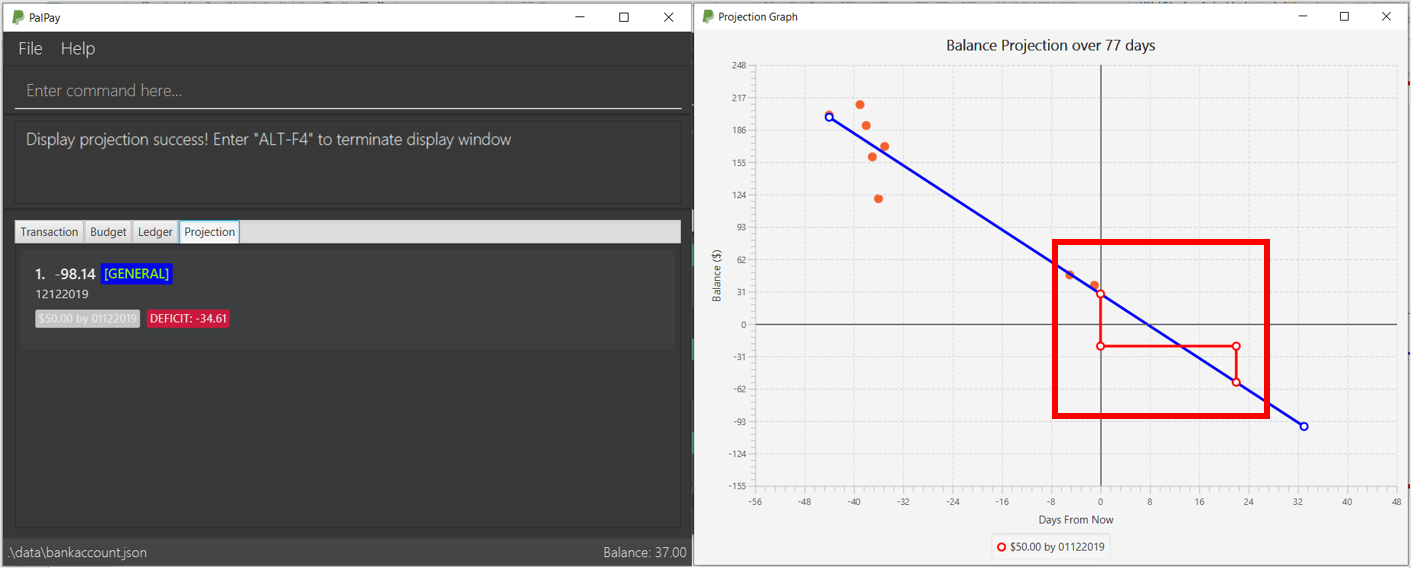 PalPay
File Help
Enter command here...
Display projection success! Enter "ALT-F4" to terminate display window
Transaction Budget Ledger Projection
1. -98.14 [GENERAL]
12122019
$50.00 by 01122019 DEFICIT: -34.61
.\data\bankaccount.json Balance: 37.00
Projection Graph
Balance Projection over 77 days
248
217
186
155
124
93
62
31
0
-31
-62
-93
-124
-155
Balance ($)
-56 -48 -40 -32 -24 -16 -8 0 8 16 24 32 40 48
Days From Now
$50.00 by 01122019